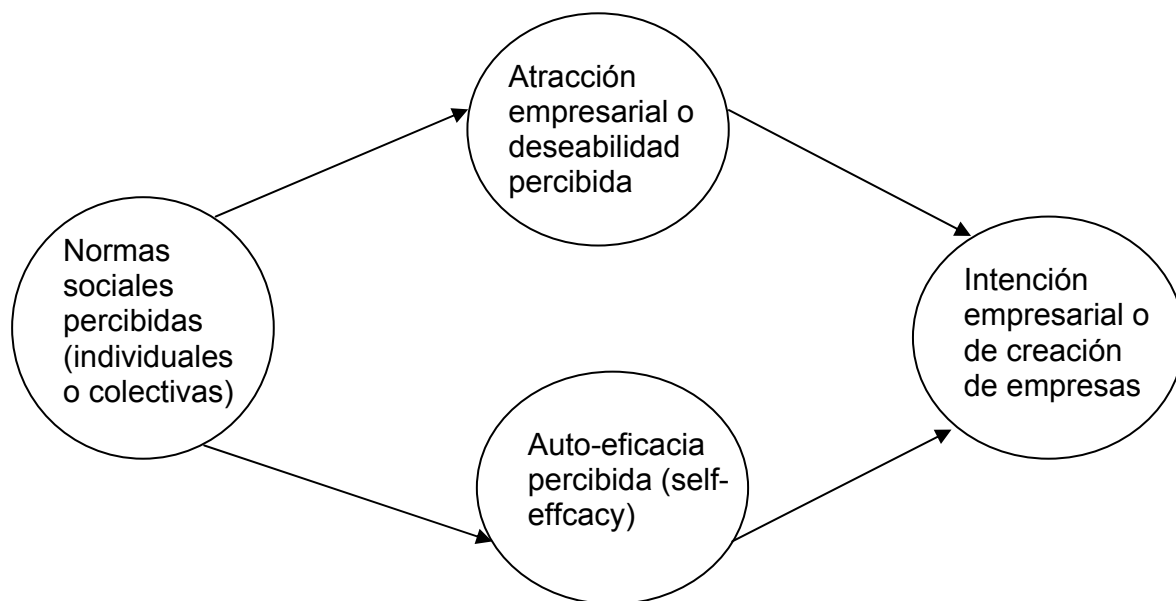 Atracción
empresarial o
deseabilidad
percibida
Normas
sociales
percibidas
(individuales
o colectivas)
Intención
empresarial o
de creación
de empresas
Auto-eficacia
percibida (self-
effcacy)